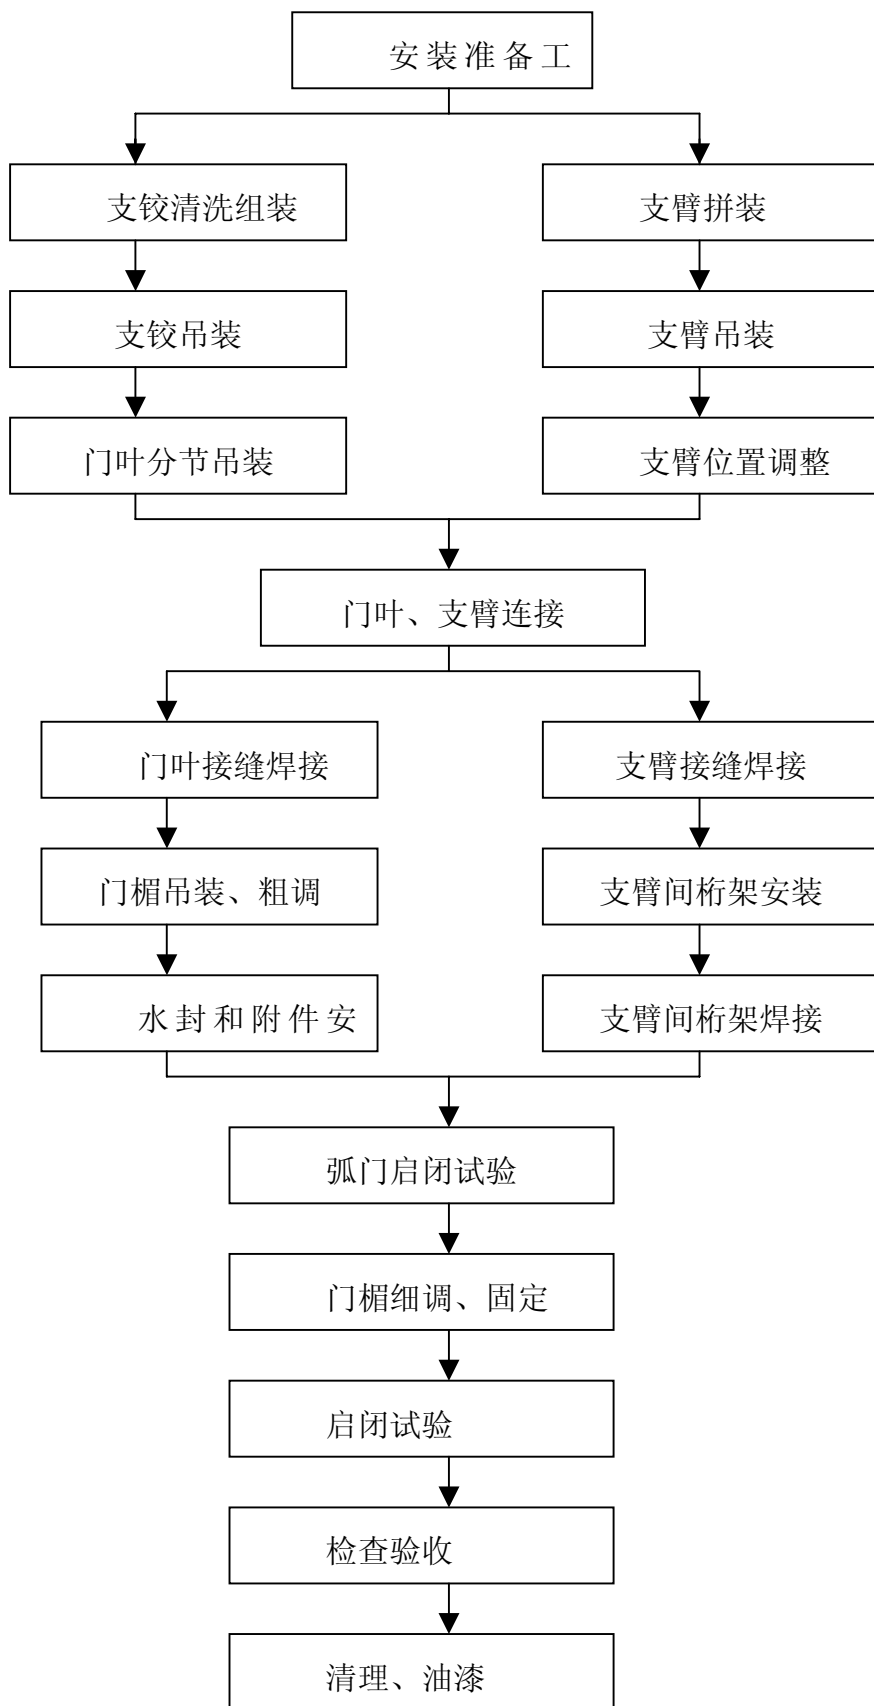 安装准备工
支铰清洗组装
支臂拼装
支铰吊装
支臂吊装
门叶分节吊装
支臂位置调整
门叶、支臂连接
门叶接缝焊接
支臂接缝焊接
门楣吊装、粗调
支臂间桁架安装
水封和附件安
支臂间桁架焊接
弧门启闭试验
门楣细调、固定
启闭试验
检查验收
清理、油漆